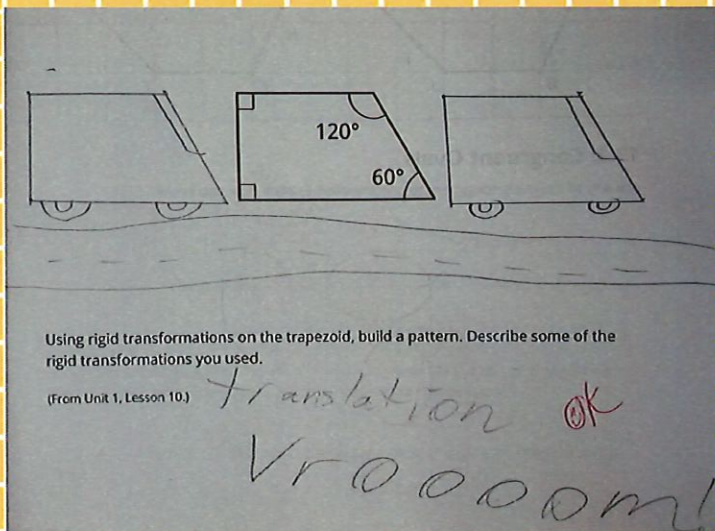 120°
60°
Using rigid transformations on the trapezoid, build a pattern. Describe some of the
rigid transformations you used.
(From Unit 1, Lesson 10.)
translation
OK
Vroooom!